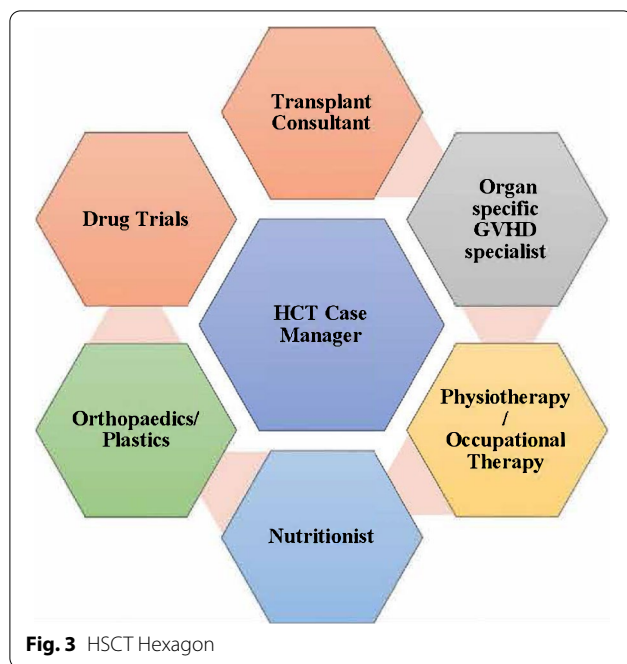 Transplant
Consultant
Organ
specific
GVHD
specialist
Drug Trials
HCT Case
Manager
Physiotherapy
/
Occupational
Therapy
Orthopaedics/
Plastics
Nutritionist
Fig. 3 HSCT Hexagon